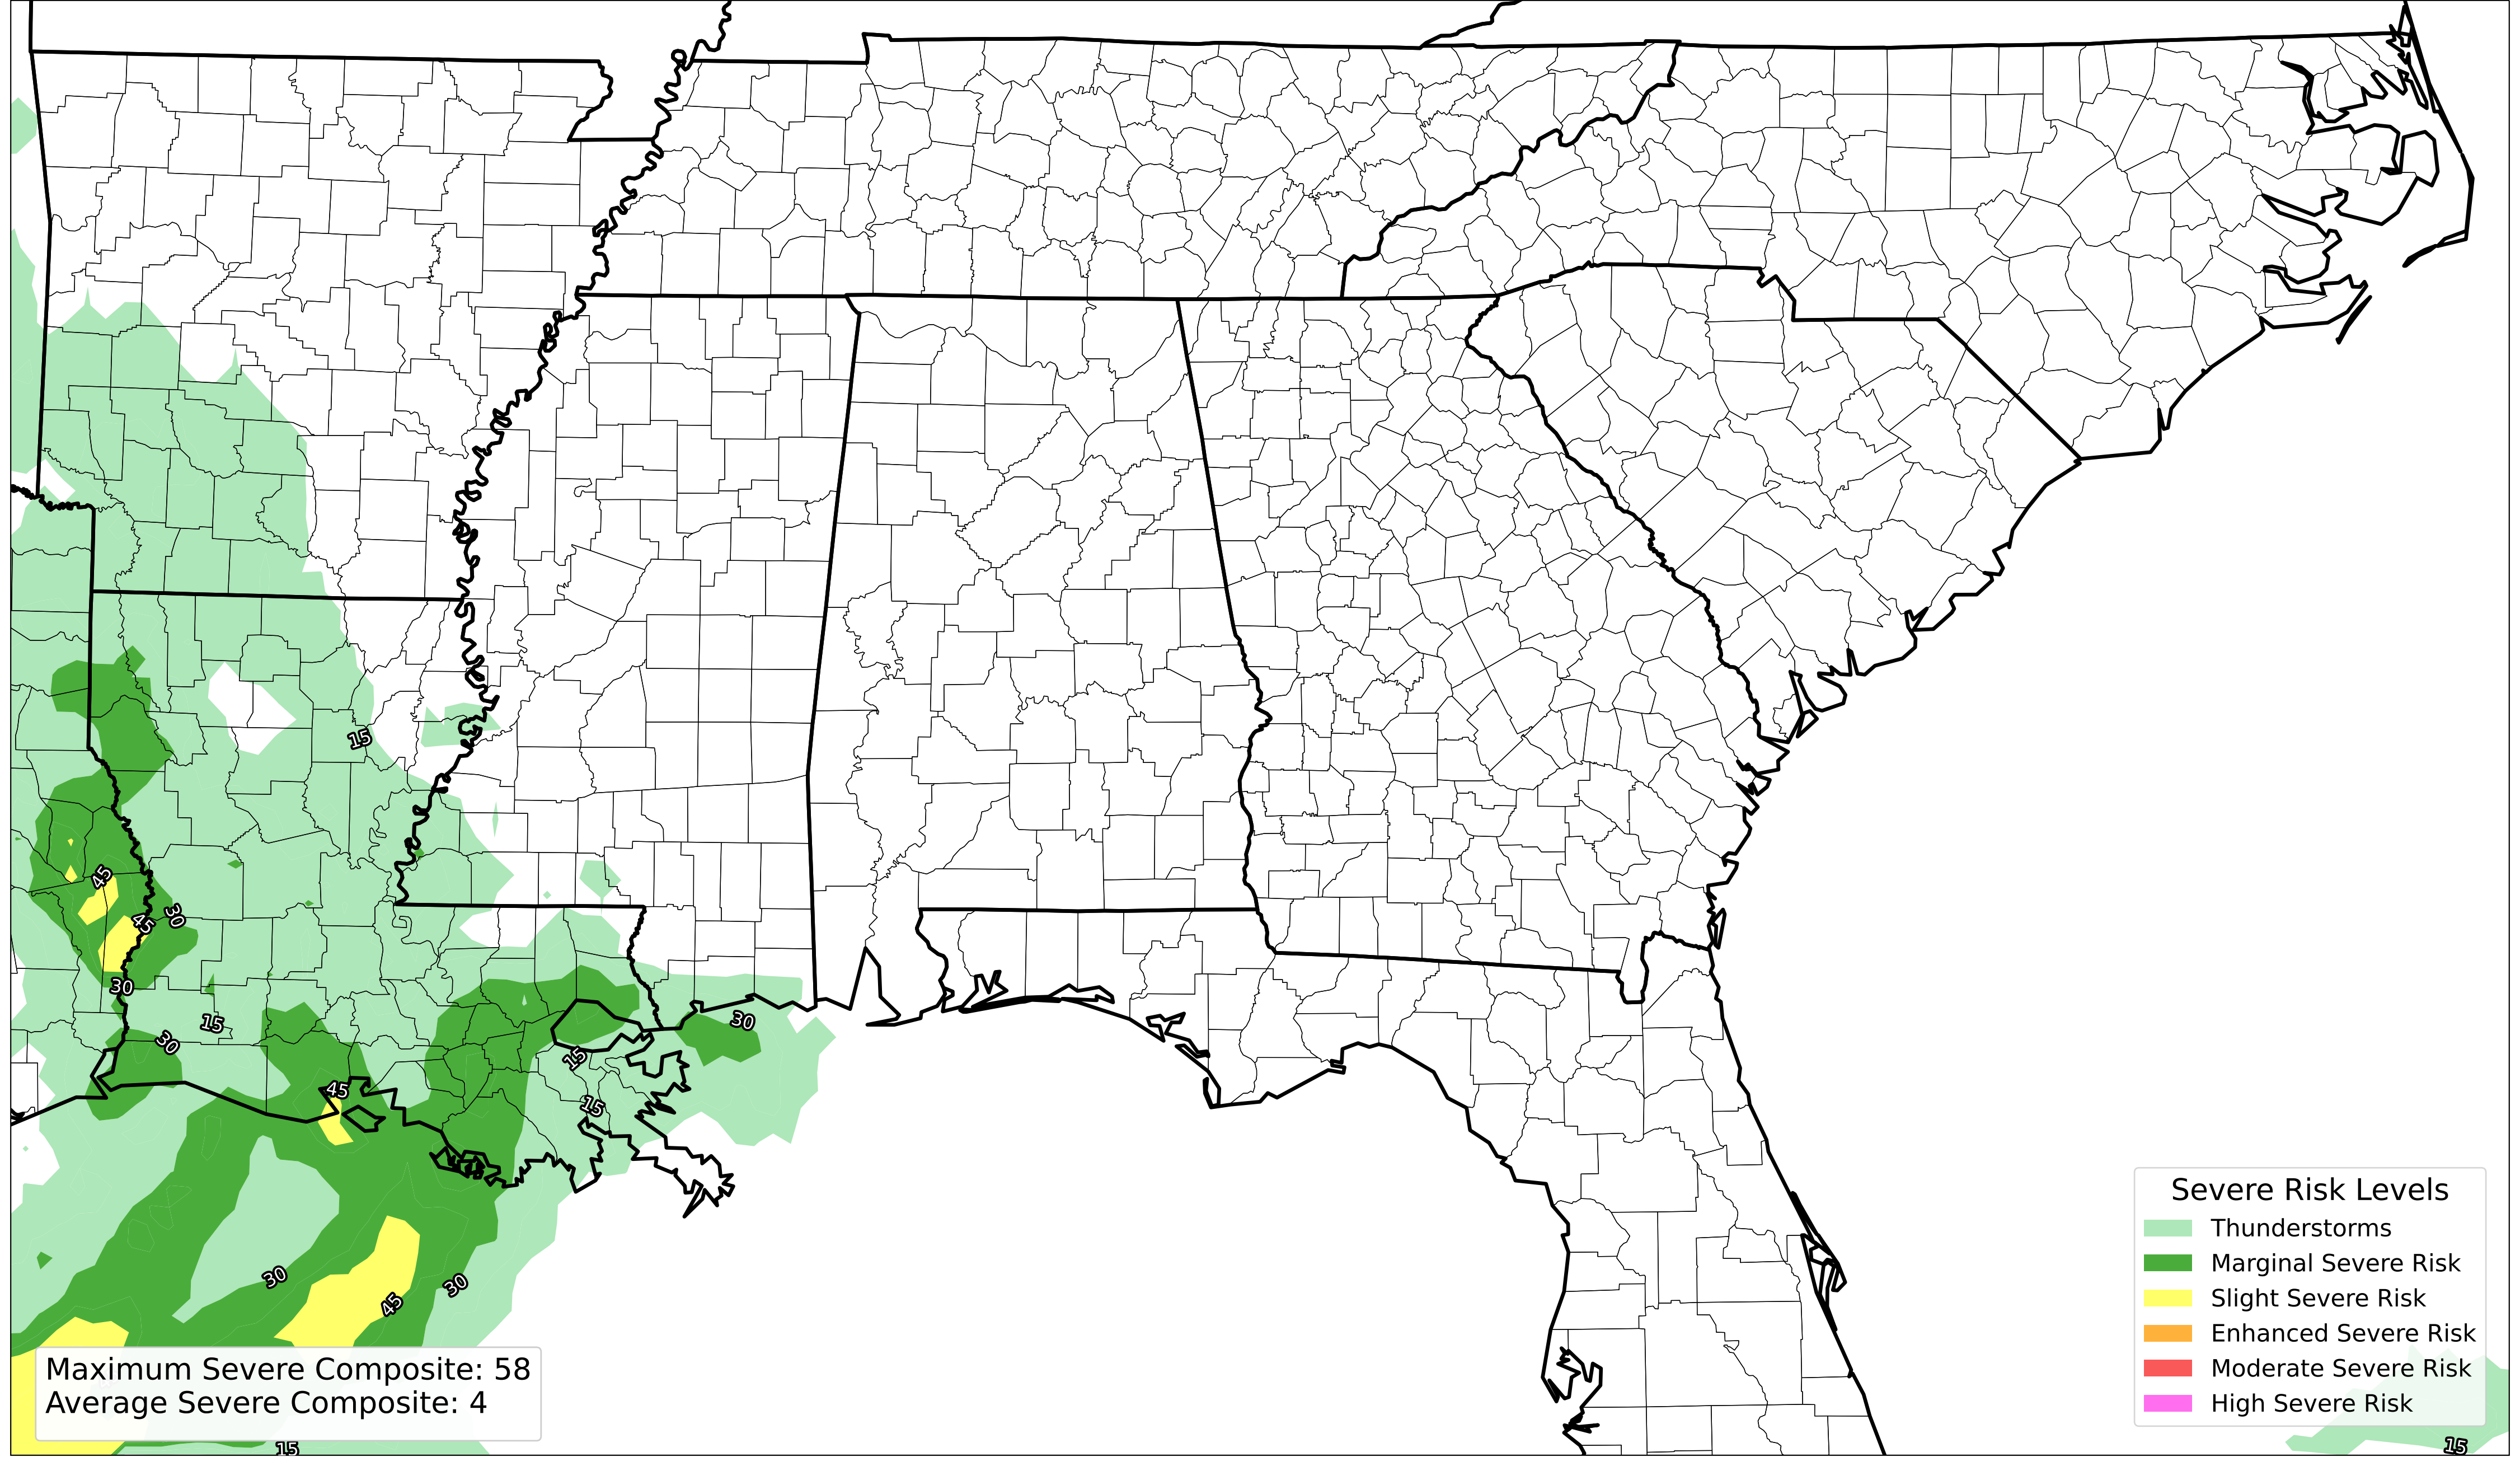 15
45
45
30
30
15
30
30
15
45
15
30
30
45
15
15
Maximum Severe Composite: 58
Average Severe Composite: 4
Severe Risk Levels
Thunderstorms
Marginal Severe Risk
Slight Severe Risk
Enhanced Severe Risk
Moderate Severe Risk
High Severe Risk